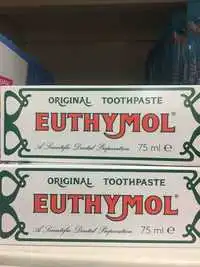 ORIGINAL TOOTHPASTE
EUTHYMOL®
A Scientific Dental Preparation 75 ml ℮
ORIGINAL TOOTHPASTE
EUTHYMOL®
A Scientific Dental Preparation 75 ml ℮